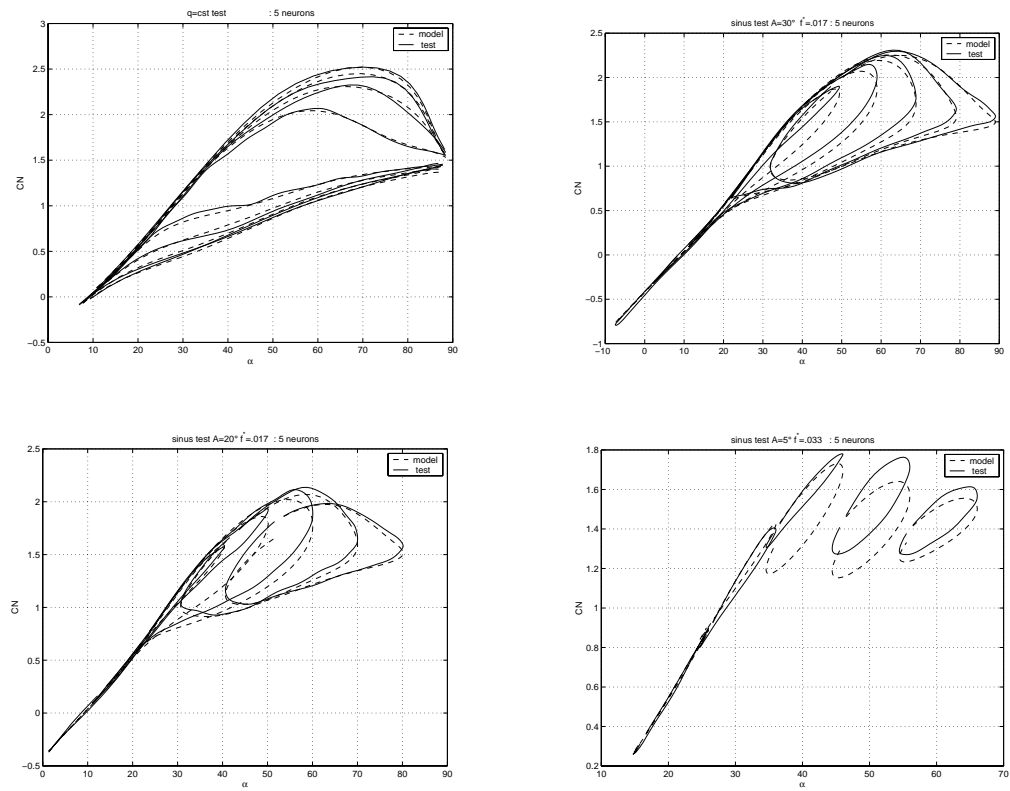 q=cst test : 5 neurons
model
test
3
2.5
2
1.5
1
0.5
0
−0.5
CN
0 10 20 30 40 50 60 70 80 90
α
sinus test A=30° f*=.017 : 5 neurons
model
test
2.5
2
1.5
1
0.5
0
−0.5
−1
CN
−10 0 10 20 30 40 50 60 70 80 90
α
sinus test A=20° f*=.017 : 5 neurons
model
test
2.5
2
1.5
1
0.5
0
−0.5
CN
0 10 20 30 40 50 60 70 80 90
α
sinus test A=5° f*=.033 : 5 neurons
model
test
1.8
1.6
1.4
1.2
1
0.8
0.6
0.4
0.2
CN
10 20 30 40 50 60 70
α